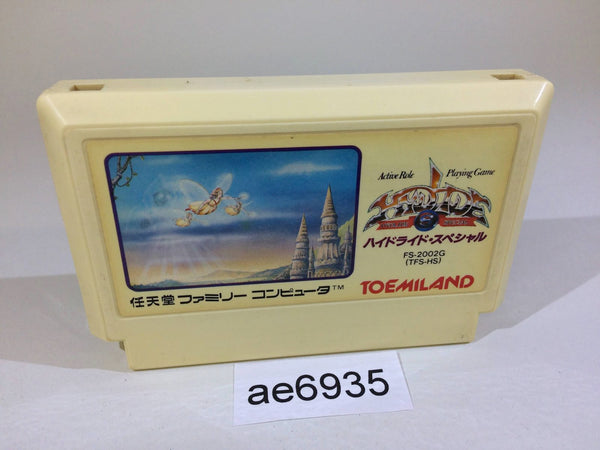 Active Role Playing Game
HYDLIDE
ハイドライド・スペシャル
FS-2002G
(TFS-HS)
任天堂 ファミリー コンピュータ™
TOEMILAND
ae6935